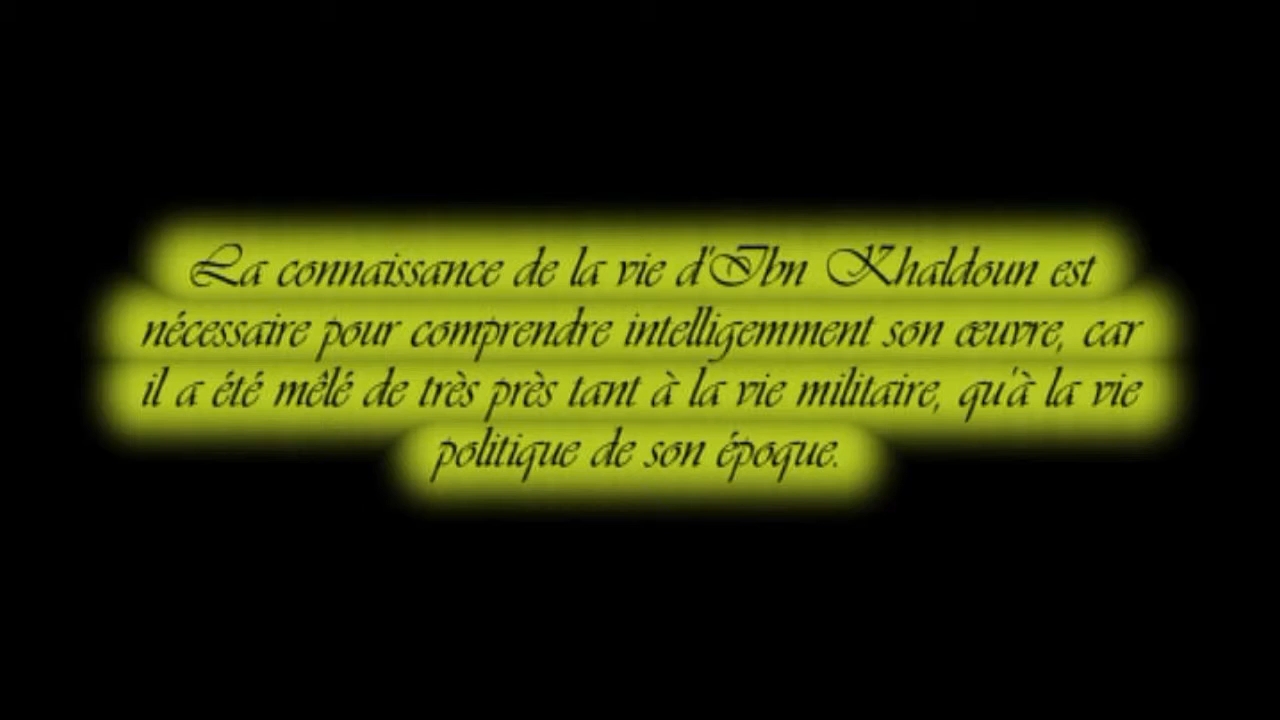 La connaissance de la vie d'Ibn Khaldoun est
nécessaire pour comprendre intelligemment son œuvre, car
il a été mêlé de très près tant à la vie militaire, qu'à la vie
politique de son époque.